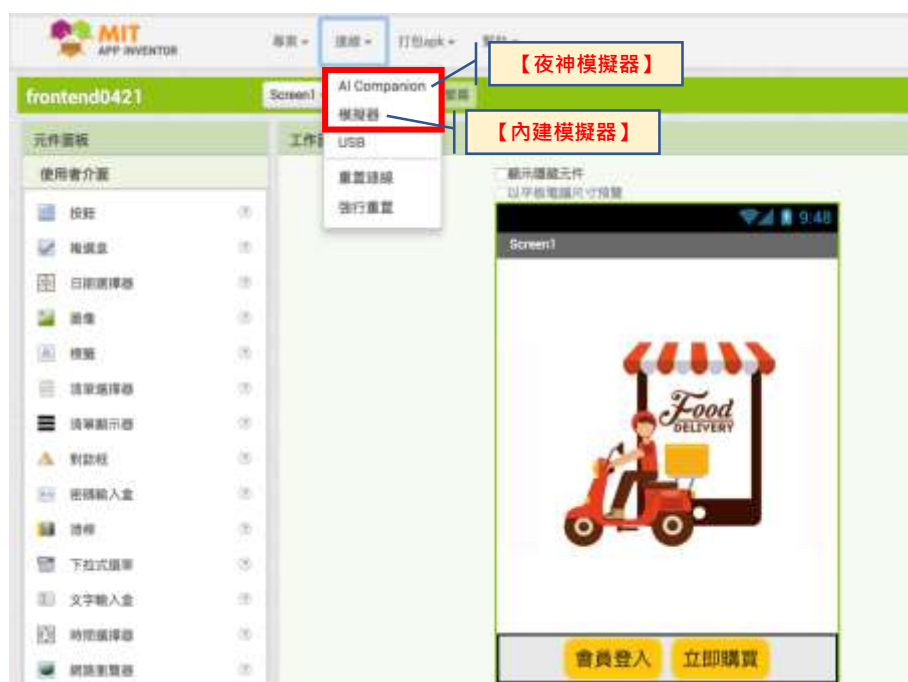 MIT
APP INVENTOR
專案
連線
打包apk
幫助
【夜神模擬器】
frontend0421
Screen1
AI Companion
模擬器
【內建模擬器】
USB
重置連線
強行重置
元件面板
使用者介面
按鈕
複選盒
日期選擇器
圖像
標籤
清單選擇器
清單顯示器
對話框
密碼輸入盒
滑桿
下拉式選單
文字輸入盒
時間選擇器
網路瀏覽器
顯示隱藏元件
以平板電腦尺寸預覽
9:48
Screen1
Food
DELIVERY
會員登入
立即購買